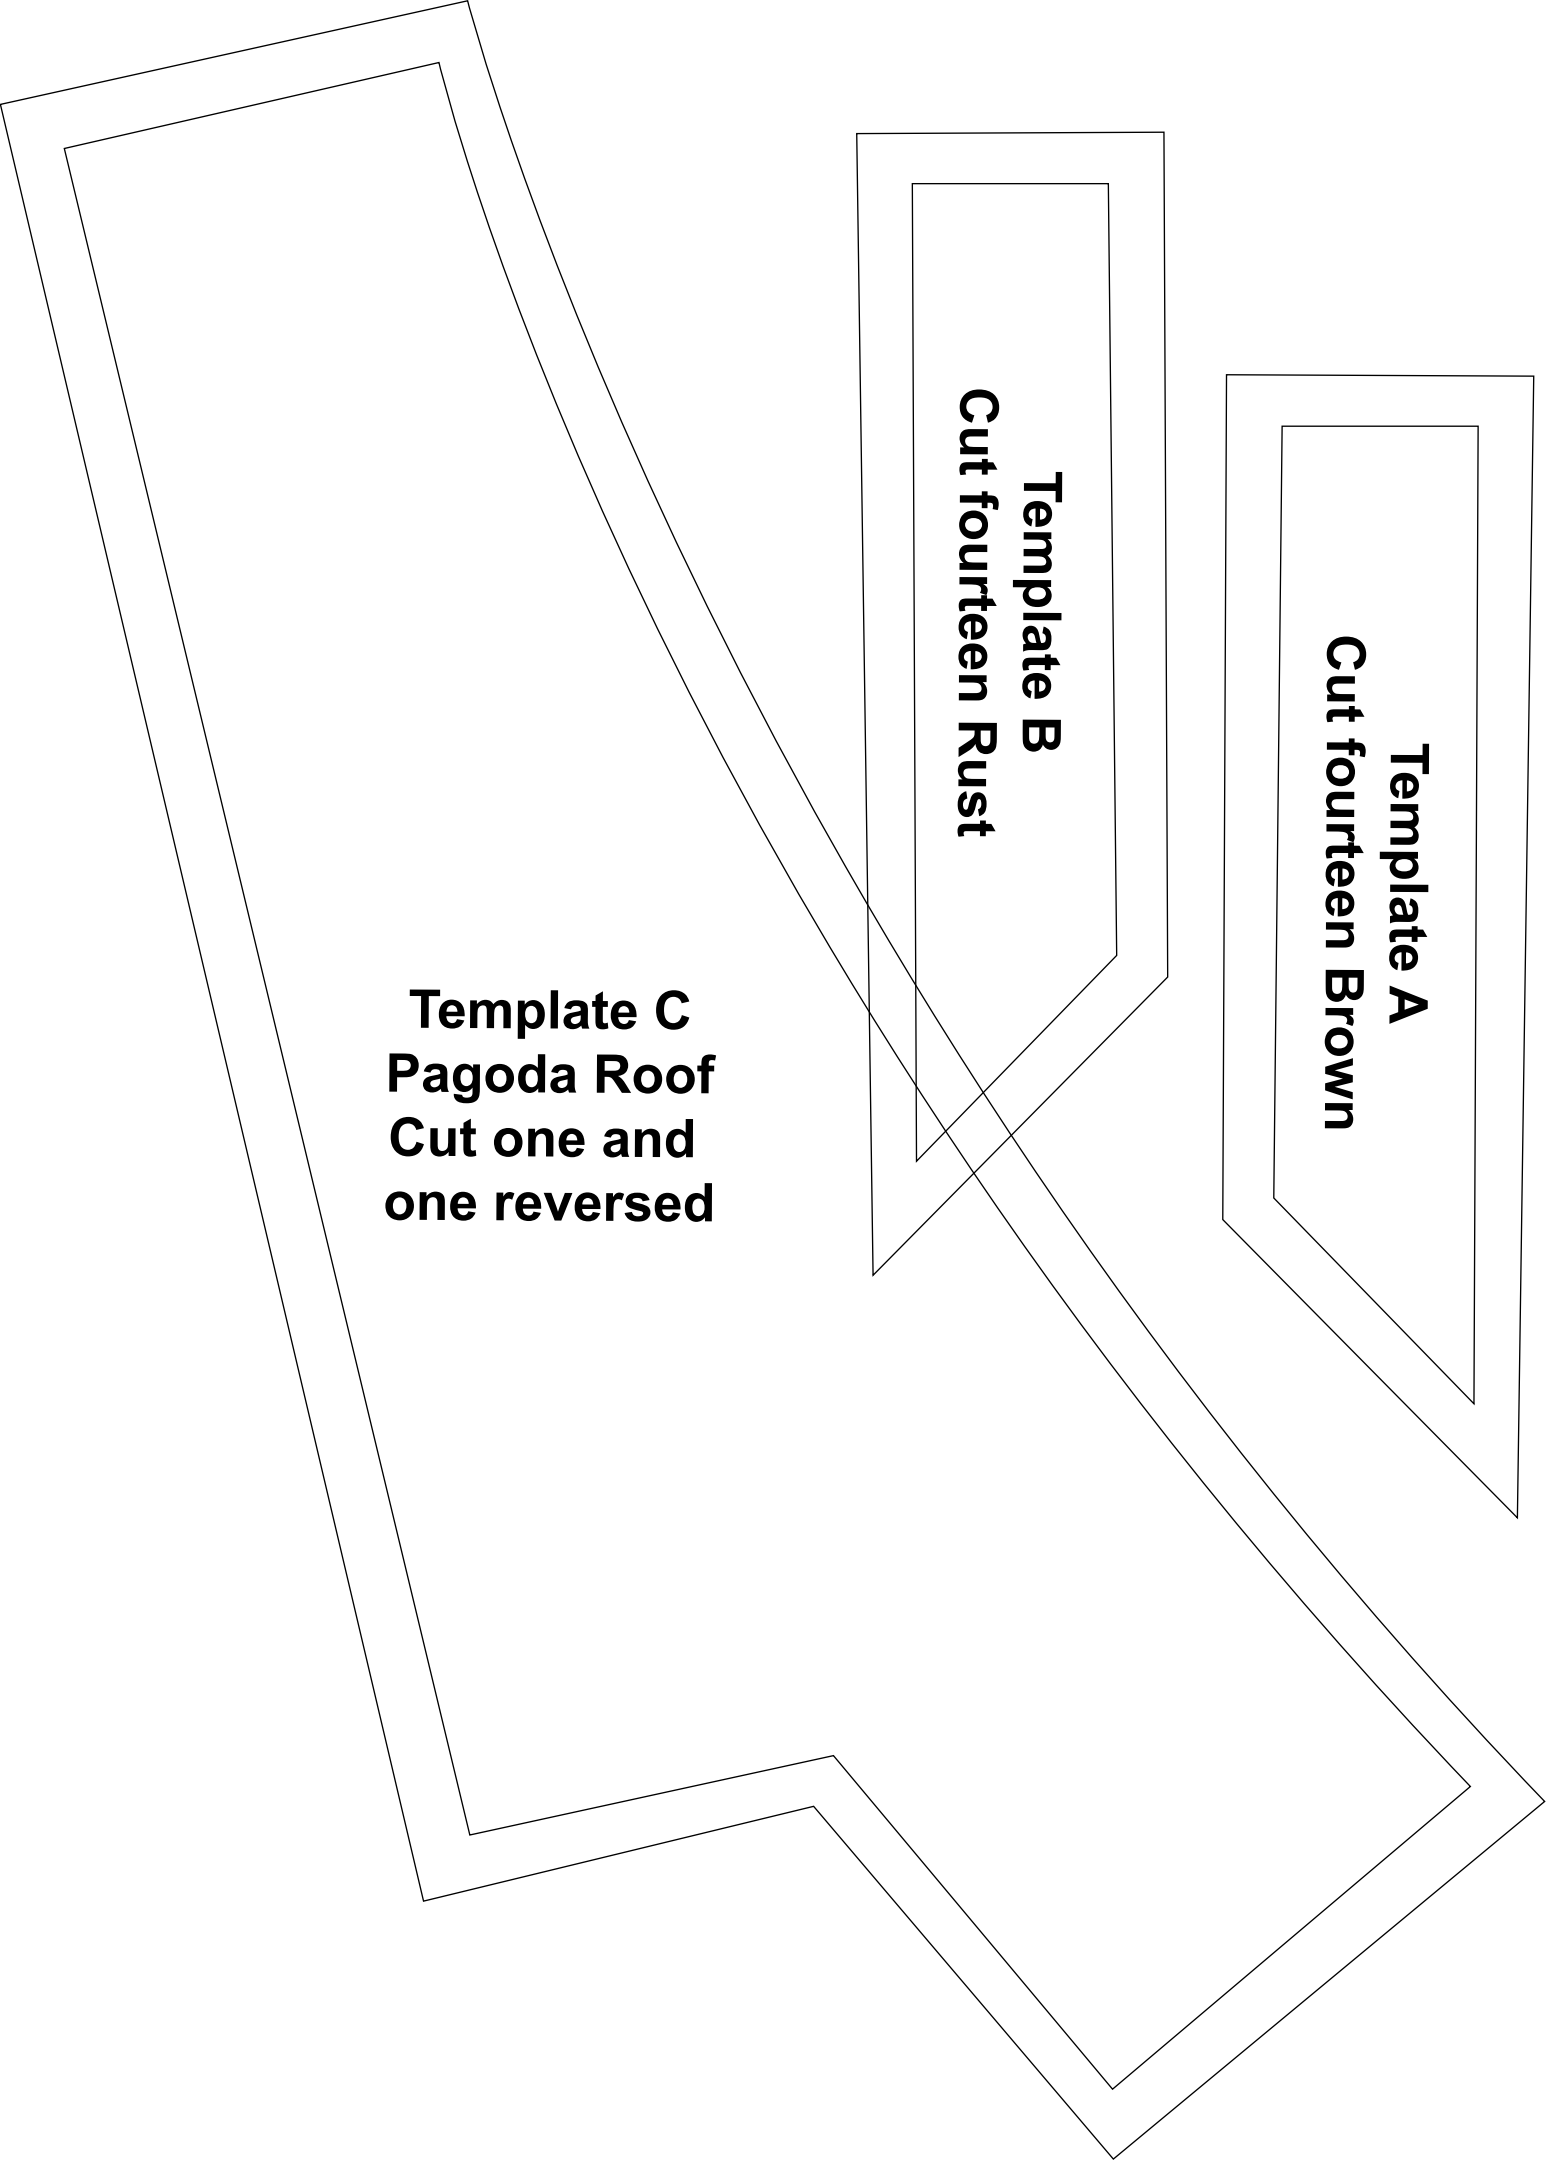 Template B
Cut fourteen Rust
Template A
Cut fourteen Brown
Template C
Pagoda Roof
Cut one and
one reversed